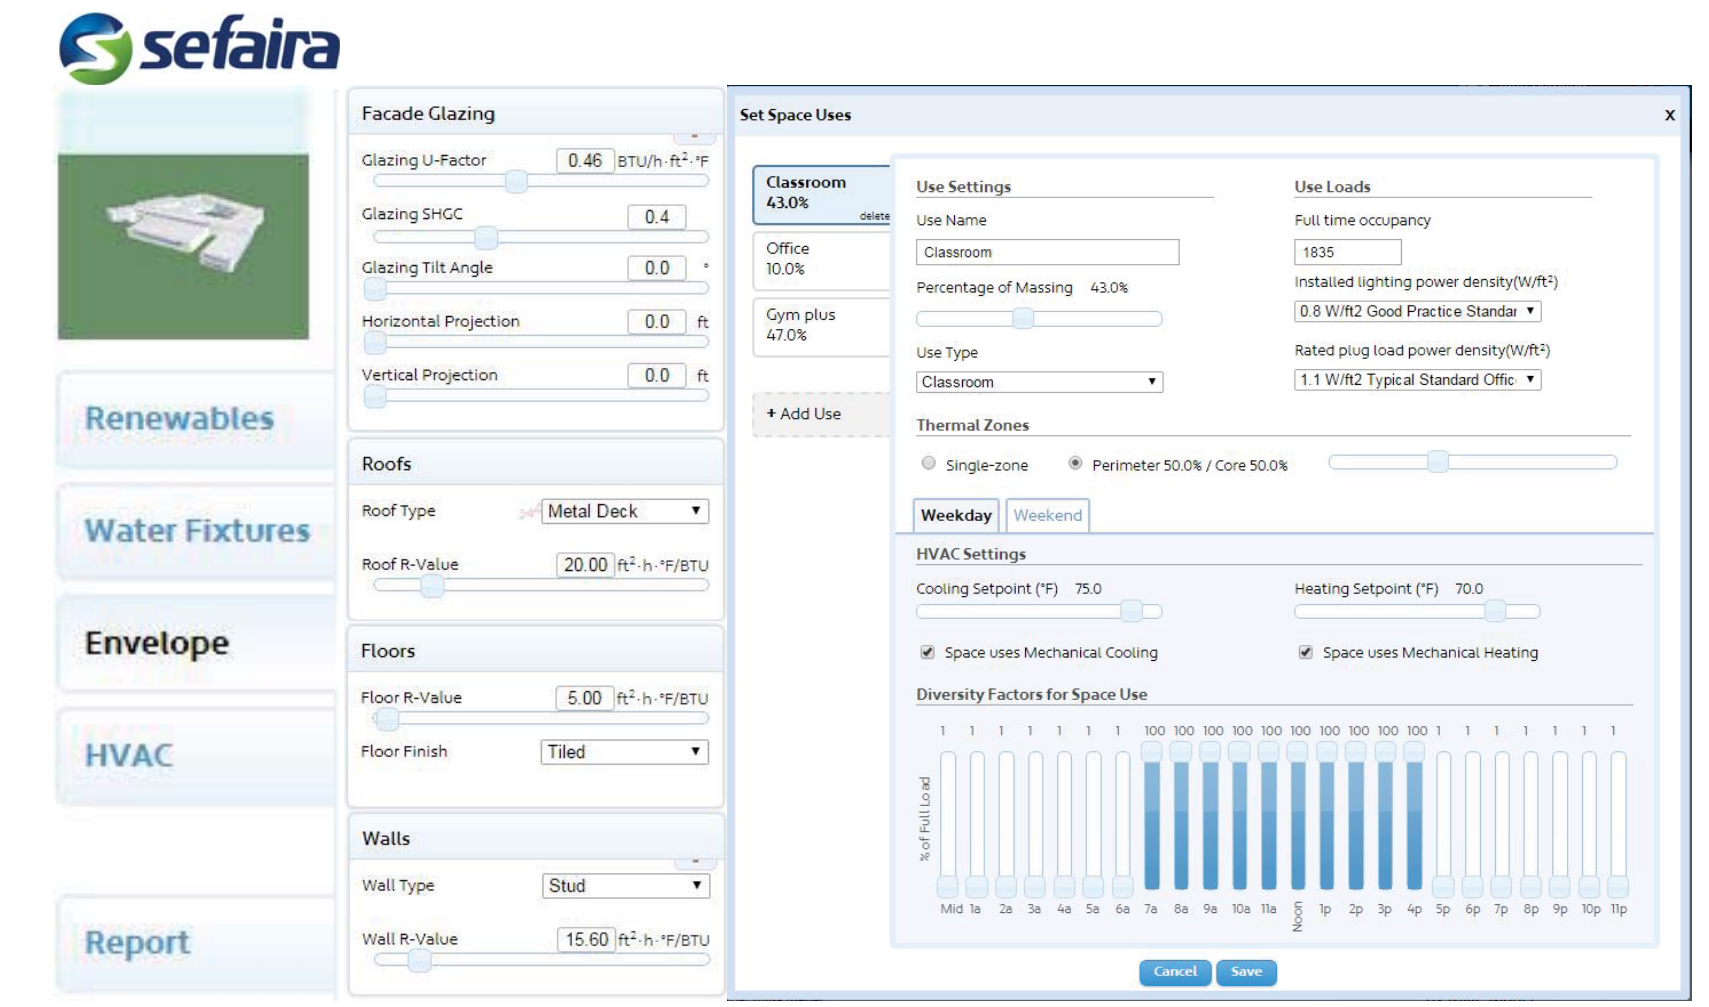 sefaira
Renewables
Water Fixtures
Envelope
HVAC
Report
Facade Glazing
Glazing U-Factor 0.46 BTU/h·ft²·°F
Glazing SHGC 0.4
Glazing Tilt Angle 0.0 °
Horizontal Projection 0.0 ft
Vertical Projection 0.0 ft
Roofs
Roof Type Metal Deck
Roof R-Value 20.00 ft²·h·°F/BTU
Floors
Floor R-Value 5.00 ft²·h·°F/BTU
Floor Finish Tiled
Walls
Wall Type Stud
Wall R-Value 15.60 ft²·h·°F/BTU
Set Space Uses X
Classroom
43.0%
delete
Office
10.0%
Gym plus
47.0%
+ Add Use
Use Settings
Use Name
Classroom
Percentage of Massing 43.0%
Use Type
Classroom
Use Loads
Full time occupancy
1835
Installed lighting power density(W/ft²)
0.8 W/ft2 Good Practice Standar
Rated plug load power density(W/ft²)
1.1 W/ft2 Typical Standard Offic
Thermal Zones
Single-zone Perimeter 50.0% / Core 50.0%
Weekday Weekend
HVAC Settings
Cooling Setpoint (°F) 75.0 Heating Setpoint (°F) 70.0
Space uses Mechanical Cooling Space uses Mechanical Heating
Diversity Factors for Space Use
1 1 1 1 1 1 1 100 100 100 100 100 100 100 100 100 100 1 1 1 1 1 1 1
% of Full Load
Mid 1a 2a 3a 4a 5a 6a 7a 8a 9a 10a 11a Noon 1p 2p 3p 4p 5p 6p 7p 8p 9p 10p 11p
Cancel Save